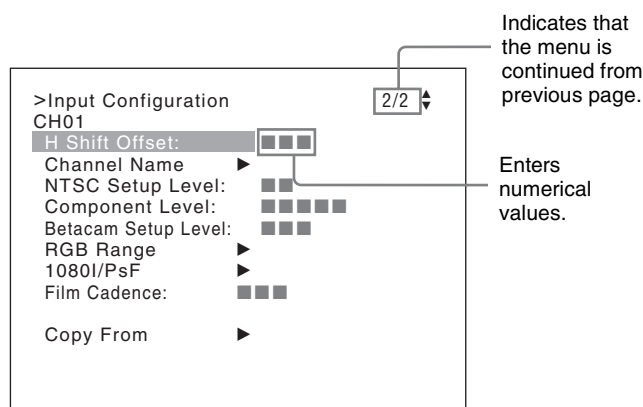 Indicates that
the menu is
continued from
previous page.
>Input Configuration 2/2
CH01
H Shift Offset: ■■■
Channel Name ▶
NTSC Setup Level: ■■
Component Level: ■■■■■
Betacam Setup Level: ■■■
RGB Range ▶
1080I/PsF ▶
Film Cadence: ■■■
Copy From ▶
Enters
numerical
values.